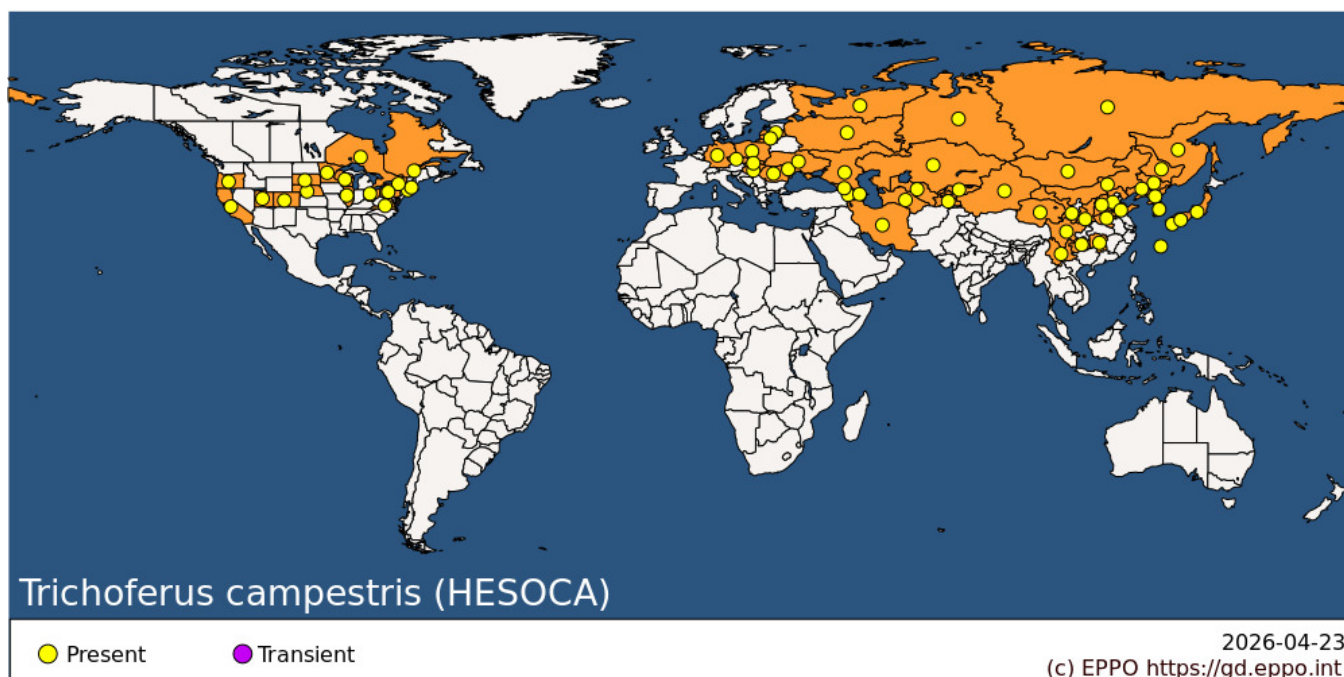 Trichoferus campestris (HESOCA)
Present
Transient
2026-04-23
(c) EPPO https://gd.eppo.int